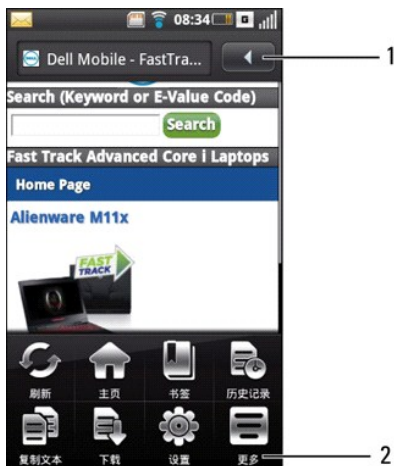 08:34
Dell Mobile - FastTra...
1
Search (Keyword or E-Value Code)
Search
Fast Track Advanced Core i Laptops
Home Page
Alienware M11x
FAST
TRACK
刷新 主页 书签 历史记录
复制文本 下载 设置 更多
2